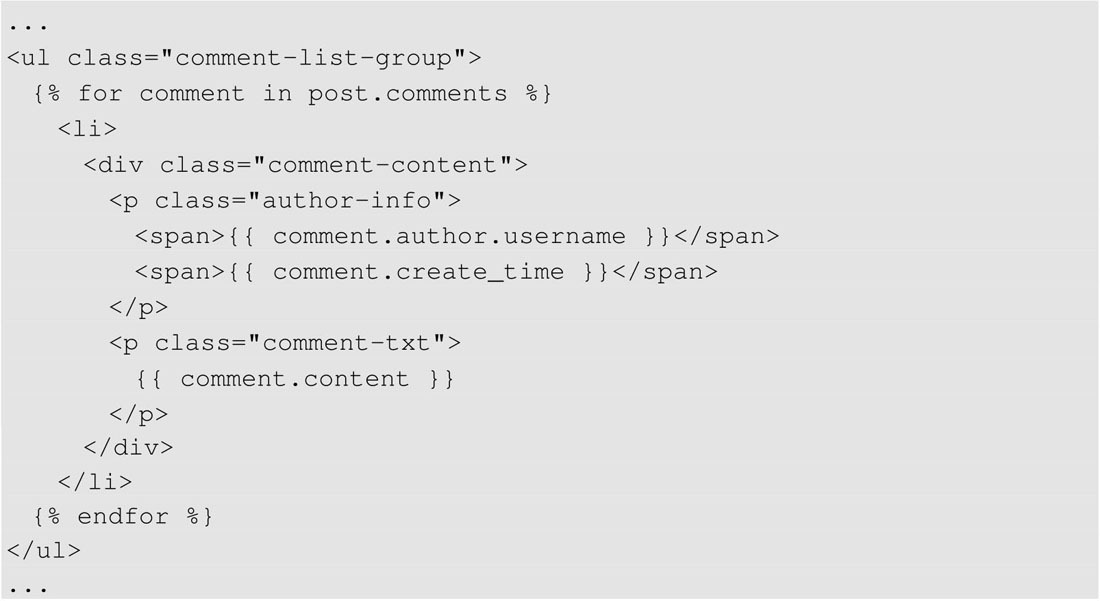 ...
<ul class="comment-list-group">
  {% for comment in post.comments %}
    <li>
      <div class="comment-content">
        <p class="author-info">
          <span>{{ comment.author.username }}</span>
          <span>{{ comment.create_time }}</span>
        </p>
        <p class="comment-txt">
          {{ comment.content }}
        </p>
      </div>
    </li>
  {% endfor %}
</ul>
...